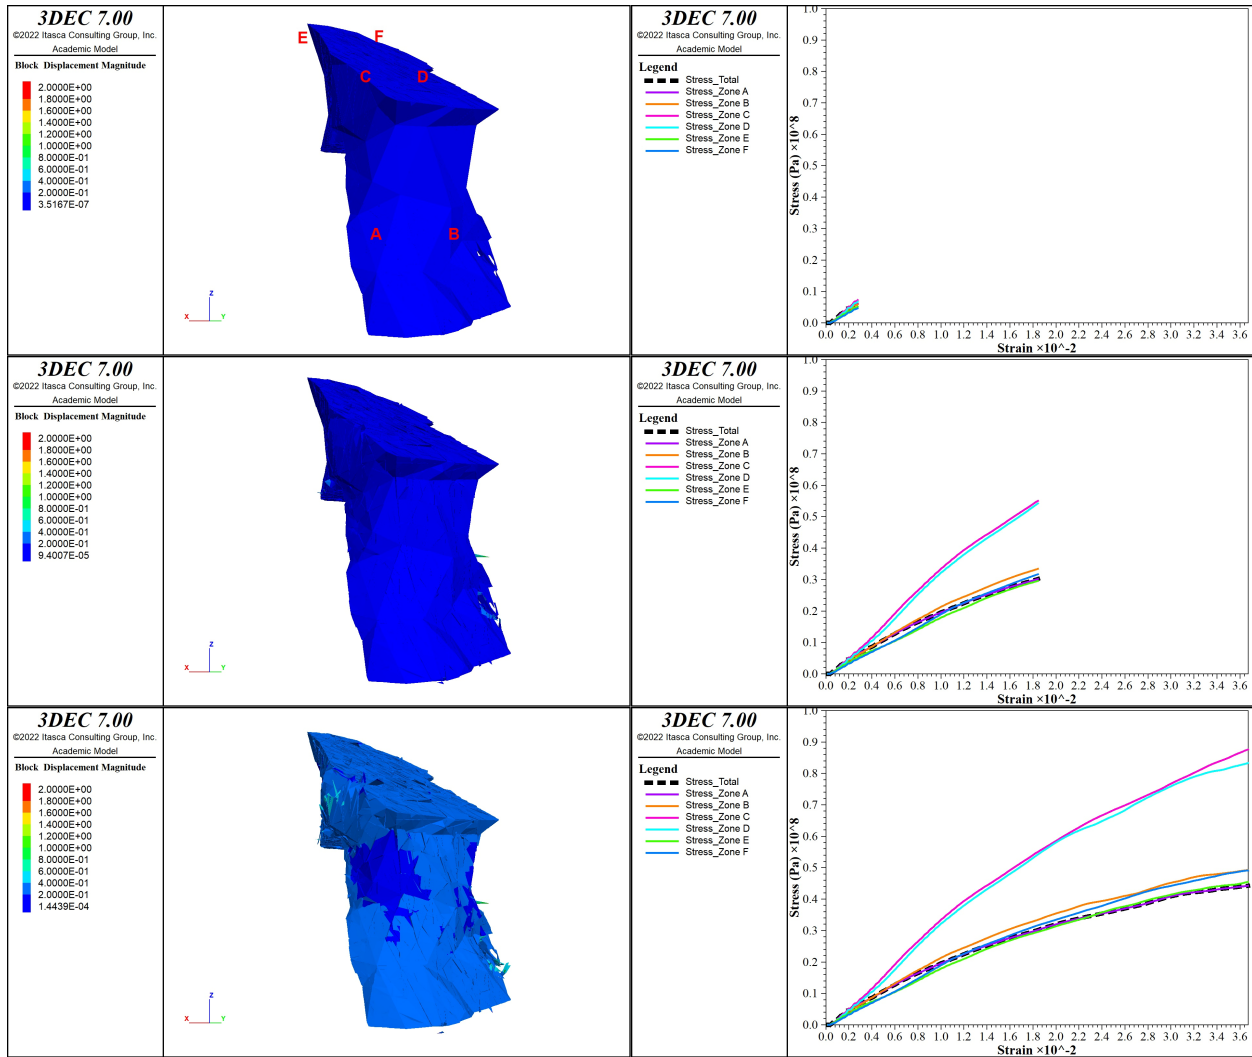 3DEC 7.00
©2022 Itasca Consulting Group, Inc.
Academic Model
Block Displacement Magnitude
2.0000E+00
1.8000E+00
1.6000E+00
1.4000E+00
1.2000E+00
1.0000E+00
8.0000E-01
6.0000E-01
4.0000E-01
2.0000E-01
3.5167E-07
E
F
C
D
A
B
Z
X
Y
3DEC 7.00
©2022 Itasca Consulting Group, Inc.
Academic Model
Legend
Stress_Total
Stress_Zone A
Stress_Zone B
Stress_Zone C
Stress_Zone D
Stress_Zone E
Stress_Zone F
Stress (Pa) ×10^8
1.0
0.9
0.8
0.7
0.6
0.5
0.4
0.3
0.2
0.1
0.0
0.0 0.2 0.4 0.6 0.8 1.0 1.2 1.4 1.6 1.8 2.0 2.2 2.4 2.6 2.8 3.0 3.2 3.4 3.6
Strain ×10^-2
3DEC 7.00
©2022 Itasca Consulting Group, Inc.
Academic Model
Block Displacement Magnitude
2.0000E+00
1.8000E+00
1.6000E+00
1.4000E+00
1.2000E+00
1.0000E+00
8.0000E-01
6.0000E-01
4.0000E-01
2.0000E-01
9.4007E-05
Z
X
Y
3DEC 7.00
©2022 Itasca Consulting Group, Inc.
Academic Model
Legend
Stress_Total
Stress_Zone A
Stress_Zone B
Stress_Zone C
Stress_Zone D
Stress_Zone E
Stress_Zone F
Stress (Pa) ×10^8
1.0
0.9
0.8
0.7
0.6
0.5
0.4
0.3
0.2
0.1
0.0
0.0 0.2 0.4 0.6 0.8 1.0 1.2 1.4 1.6 1.8 2.0 2.2 2.4 2.6 2.8 3.0 3.2 3.4 3.6
Strain ×10^-2
3DEC 7.00
©2022 Itasca Consulting Group, Inc.
Academic Model
Block Displacement Magnitude
2.0000E+00
1.8000E+00
1.6000E+00
1.4000E+00
1.2000E+00
1.0000E+00
8.0000E-01
6.0000E-01
4.0000E-01
2.0000E-01
1.4439E-04
Z
X
Y
3DEC 7.00
©2022 Itasca Consulting Group, Inc.
Academic Model
Legend
Stress_Total
Stress_Zone A
Stress_Zone B
Stress_Zone C
Stress_Zone D
Stress_Zone E
Stress_Zone F
Stress (Pa) ×10^8
1.0
0.9
0.8
0.7
0.6
0.5
0.4
0.3
0.2
0.1
0.0
0.0 0.2 0.4 0.6 0.8 1.0 1.2 1.4 1.6 1.8 2.0 2.2 2.4 2.6 2.8 3.0 3.2 3.4 3.6
Strain ×10^-2